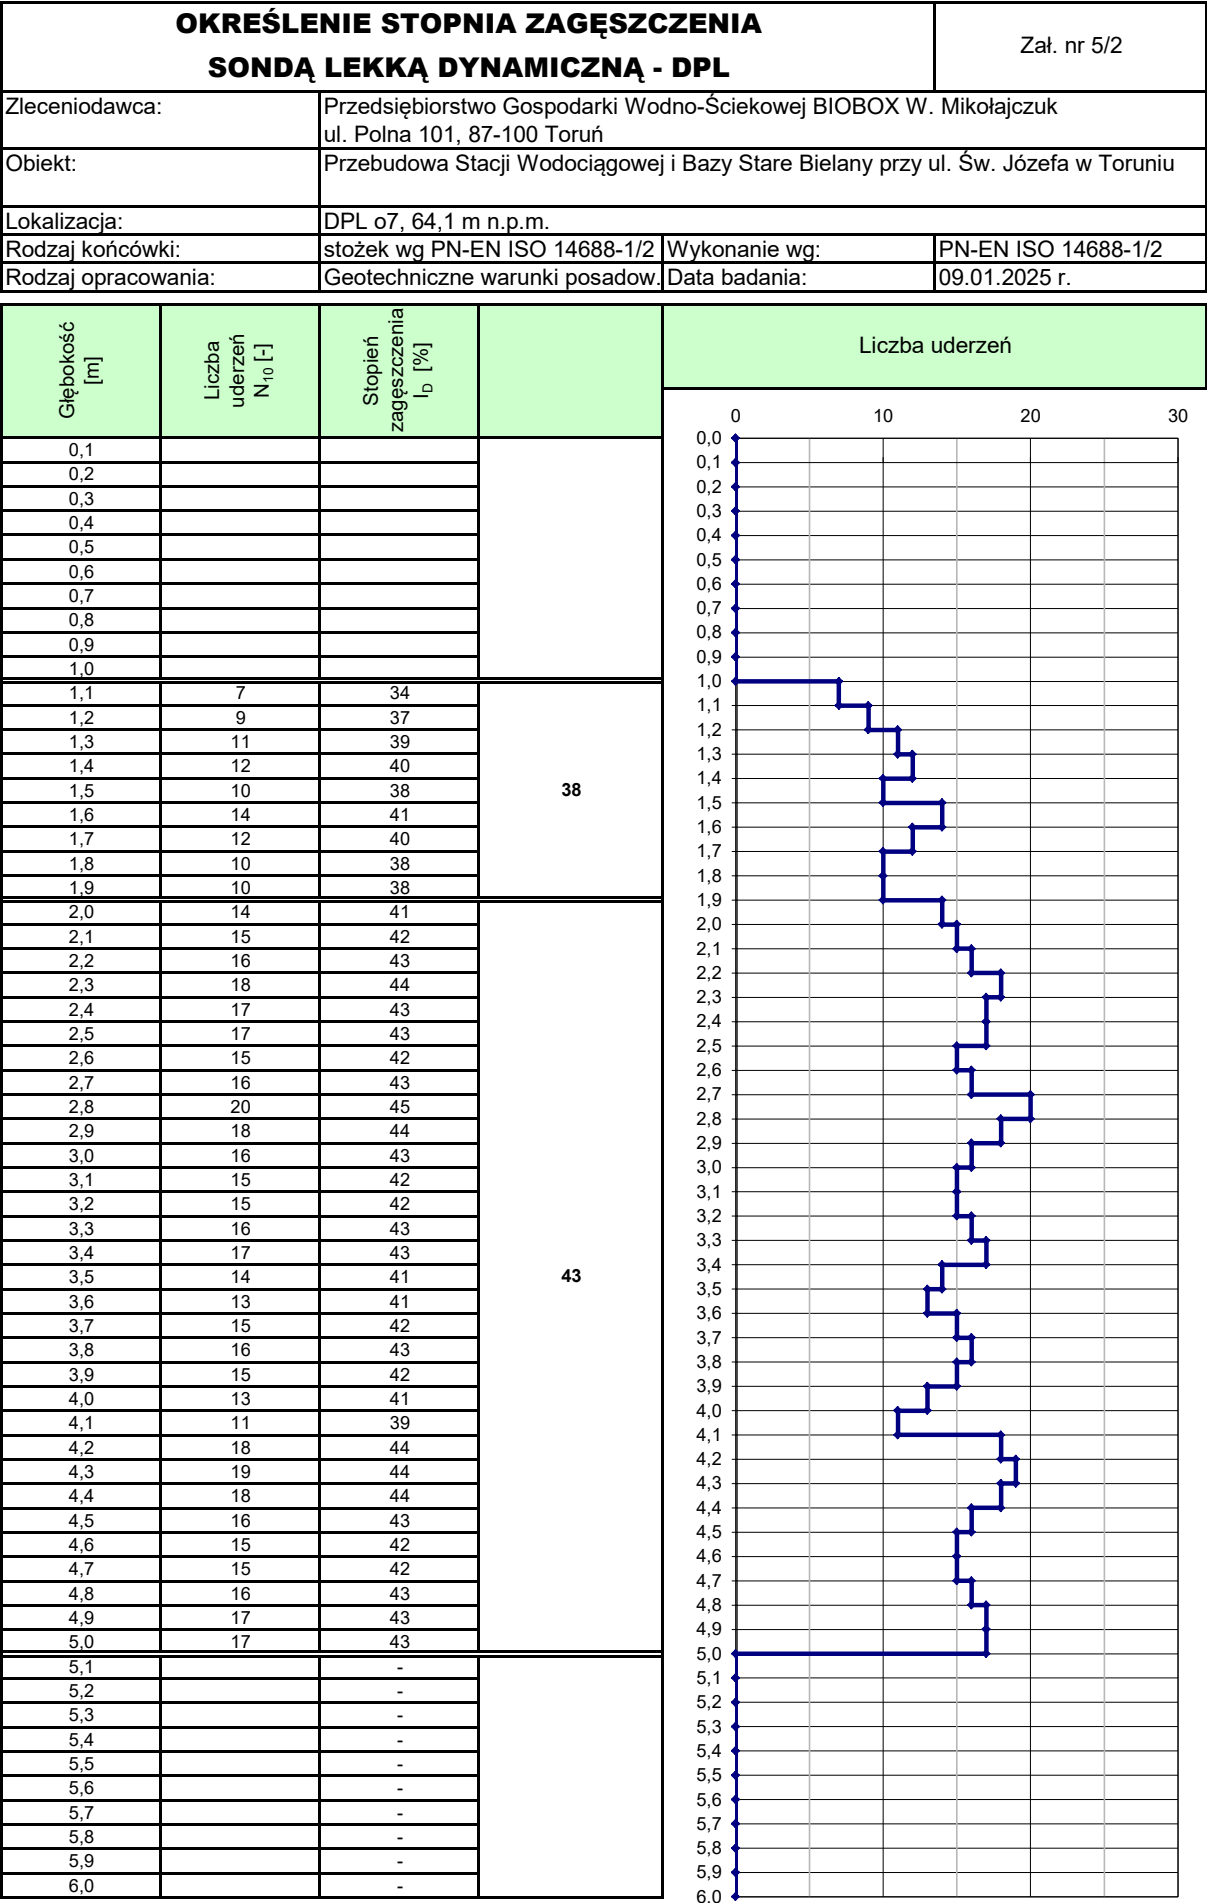 OKREŚLENIE STOPNIA ZAGĘSZCZENIA
SONDĄ LEKKĄ DYNAMICZNĄ - DPL
Zał. nr 5/2
Zleceniodawca: Przedsiębiorstwo Gospodarki Wodno-Ściekowej BIOBOX W. Mikołajczuk
ul. Polna 101, 87-100 Toruń
Obiekt: Przebudowa Stacji Wodociągowej i Bazy Stare Bielany przy ul. Św. Józefa w Toruniu
Lokalizacja: DPL o7, 64,1 m n.p.m.
Rodzaj końcówki: stożek wg PN-EN ISO 14688-1/2 Wykonanie wg: PN-EN ISO 14688-1/2
Rodzaj opracowania: Geotechniczne warunki posadow. Data badania: 09.01.2025 r.
Głębokość
[m]
Liczba
uderzeń
N10 [-]
Stopień
zagęszczenia
ID [%]
0,1
0,2
0,3
0,4
0,5
0,6
0,7
0,8
0,9
1,0
1,1 7 34
1,2 9 37
1,3 11 39
1,4 12 40
1,5 10 38 38
1,6 14 41
1,7 12 40
1,8 10 38
1,9 10 38
2,0 14 41
2,1 15 42
2,2 16 43
2,3 18 44
2,4 17 43
2,5 17 43
2,6 15 42
2,7 16 43
2,8 20 45
2,9 18 44
3,0 16 43
3,1 15 42
3,2 15 42
3,3 16 43
3,4 17 43
3,5 14 41 43
3,6 13 41
3,7 15 42
3,8 16 43
3,9 15 42
4,0 13 41
4,1 11 39
4,2 18 44
4,3 19 44
4,4 18 44
4,5 16 43
4,6 15 42
4,7 15 42
4,8 16 43
4,9 17 43
5,0 17 43
5,1 -
5,2 -
5,3 -
5,4 -
5,5 -
5,6 -
5,7 -
5,8 -
5,9 -
6,0 -
Liczba uderzeń
0 10 20 30
0,0
0,1
0,2
0,3
0,4
0,5
0,6
0,7
0,8
0,9
1,0
1,1
1,2
1,3
1,4
1,5
1,6
1,7
1,8
1,9
2,0
2,1
2,2
2,3
2,4
2,5
2,6
2,7
2,8
2,9
3,0
3,1
3,2
3,3
3,4
3,5
3,6
3,7
3,8
3,9
4,0
4,1
4,2
4,3
4,4
4,5
4,6
4,7
4,8
4,9
5,0
5,1
5,2
5,3
5,4
5,5
5,6
5,7
5,8
5,9
6,0